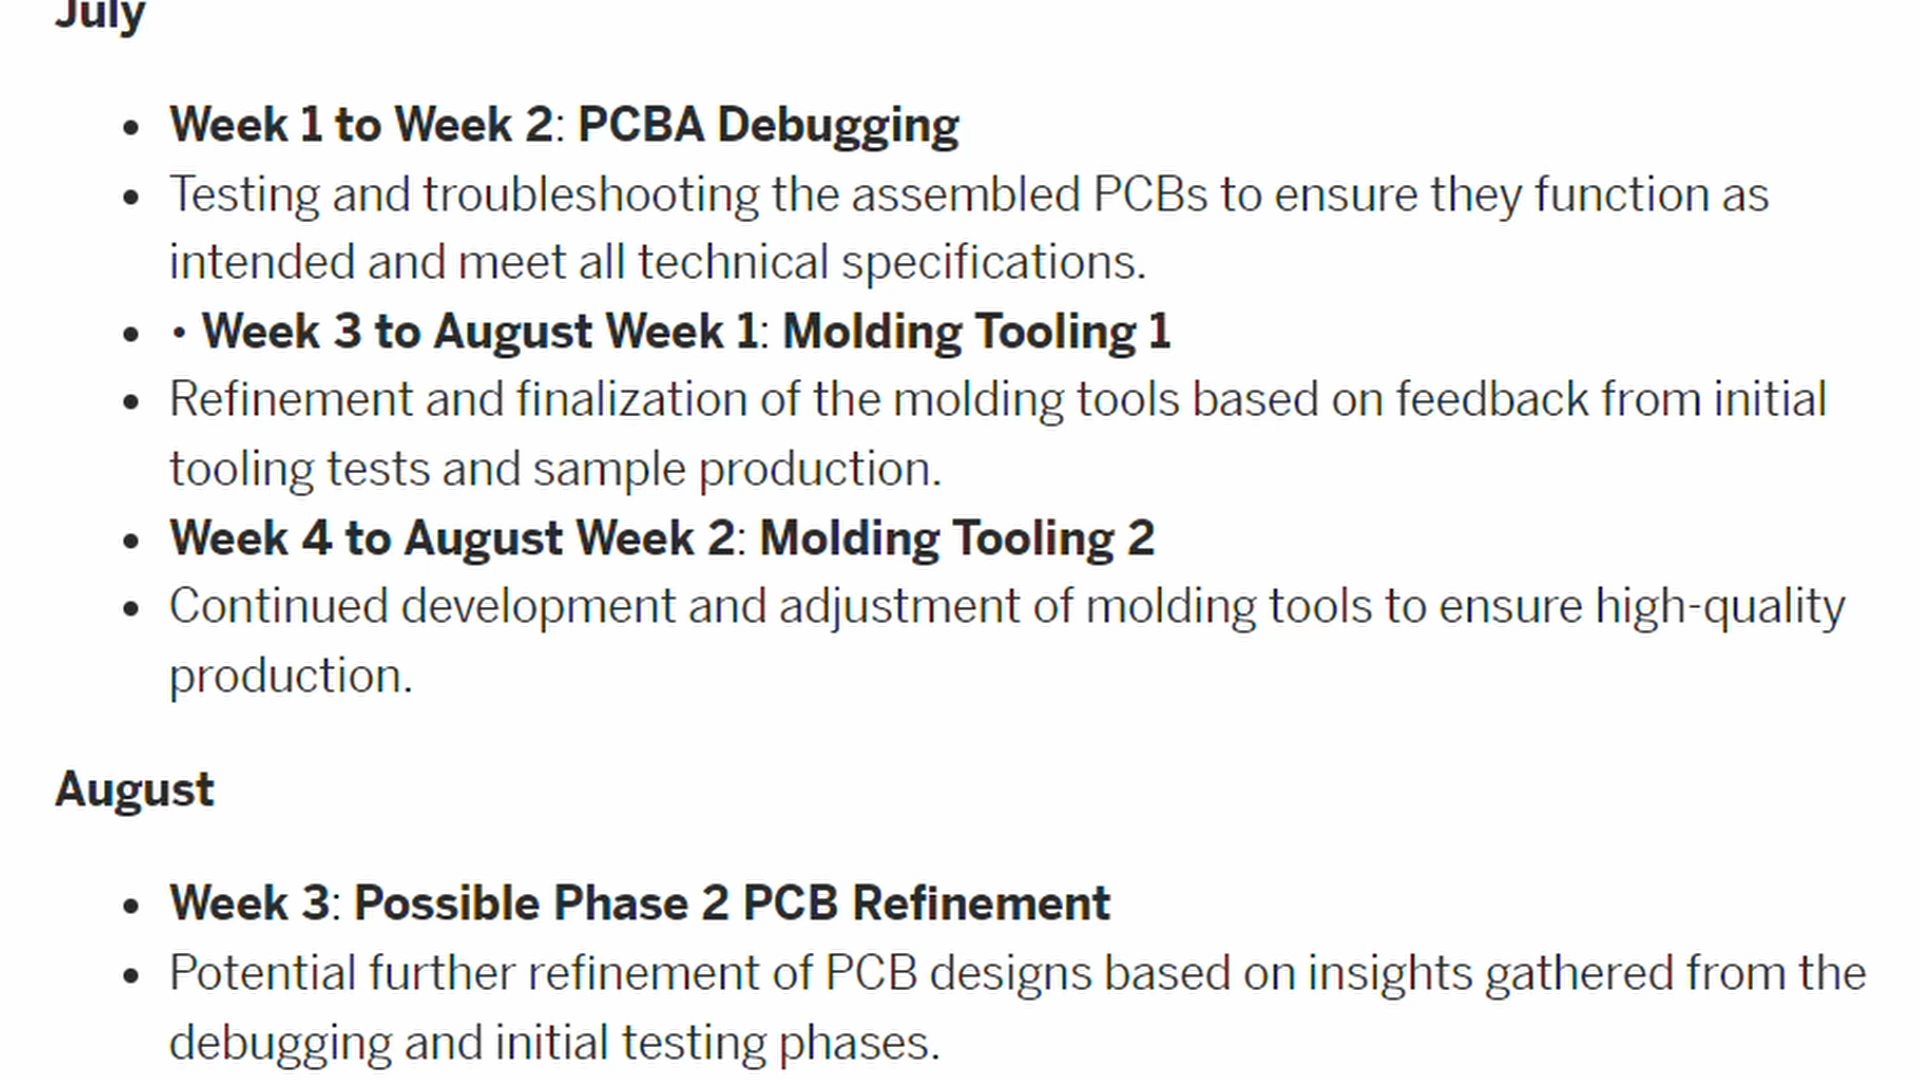 July
• Week 1 to Week 2: PCBA Debugging
• Testing and troubleshooting the assembled PCBs to ensure they function as
intended and meet all technical specifications.
• • Week 3 to August Week 1: Molding Tooling 1
• Refinement and finalization of the molding tools based on feedback from initial
tooling tests and sample production.
• Week 4 to August Week 2: Molding Tooling 2
• Continued development and adjustment of molding tools to ensure high-quality
production.
August
• Week 3: Possible Phase 2 PCB Refinement
• Potential further refinement of PCB designs based on insights gathered from the
debugging and initial testing phases.